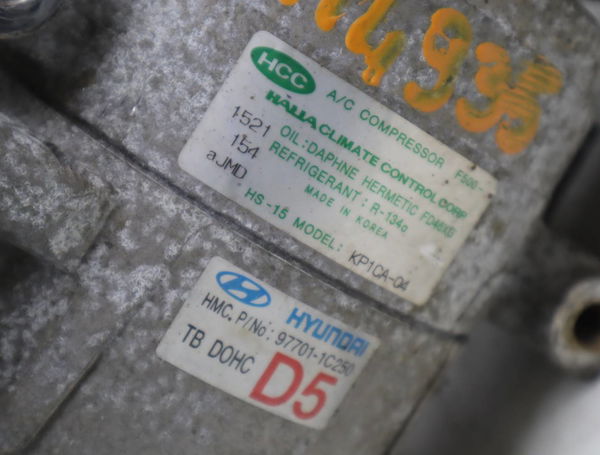 HCC A/C COMPRESSOR F500-
HALLA CLIMATE CONTROL CORP.
1521 OIL : DAPHNE HERMETIC
154 REFRIGERANT : R-134a
aJMD MADE IN KOREA
HS-15 MODEL: KP1CA-04
HYUNDAI
HMC. P/No: 97701-1C250
TB DOHC D5